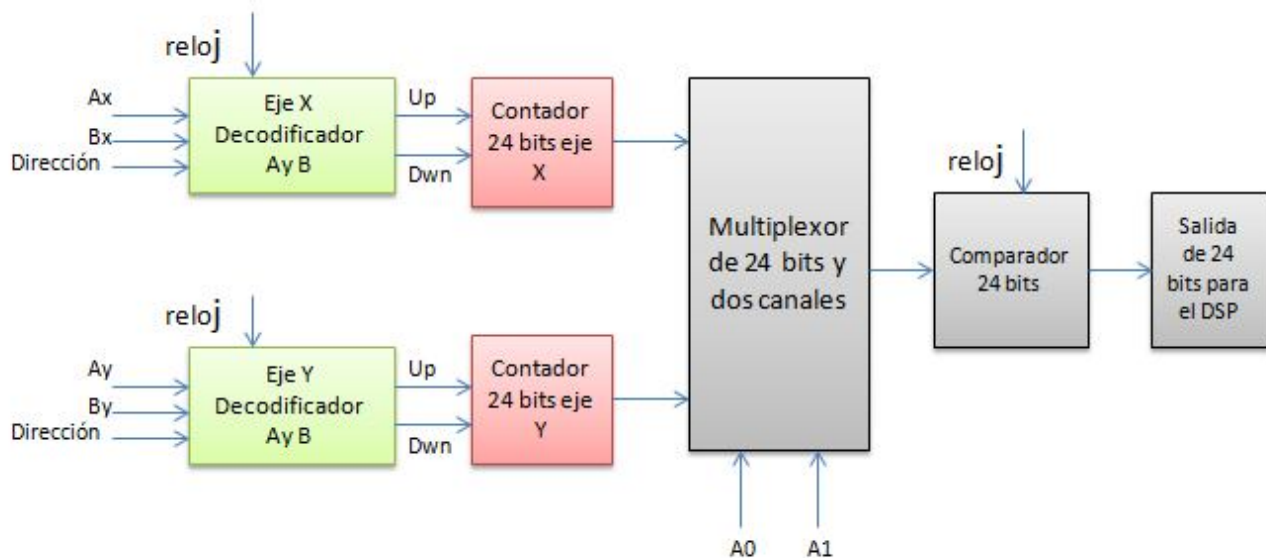 reloj
Ax
Bx
Dirección
Eje X
Decodificador
Ay B
Up
Dwn
Contador
24 bits eje
X
reloj
Ay
By
Dirección
Eje Y
Decodificador
Ay B
Up
Dwn
Contador
24 bits eje
Y
Multiplexor
de 24 bits y
dos canales
A0
A1
reloj
Comparador
24 bits
Salida
de 24
bits para
el DSP